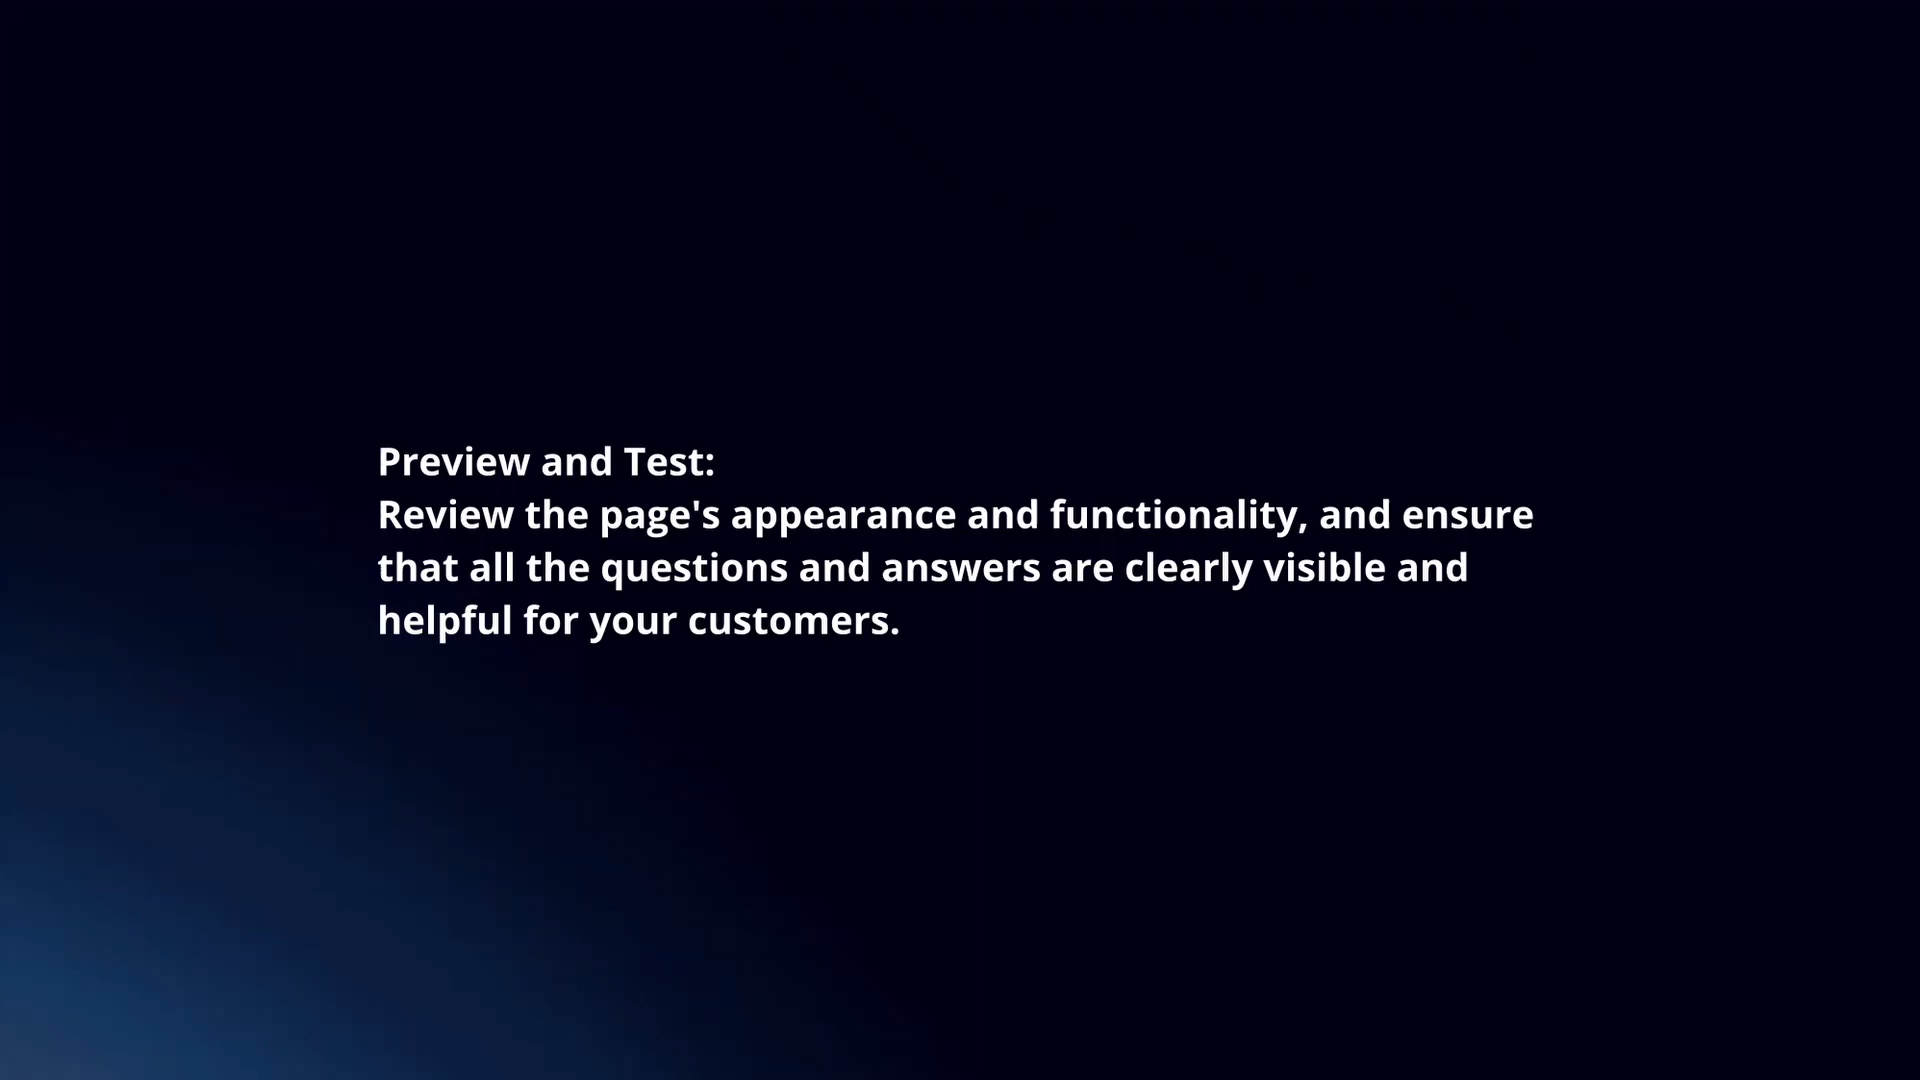 Preview and Test:
Review the page's appearance and functionality, and ensure
that all the questions and answers are clearly visible and
helpful for your customers.